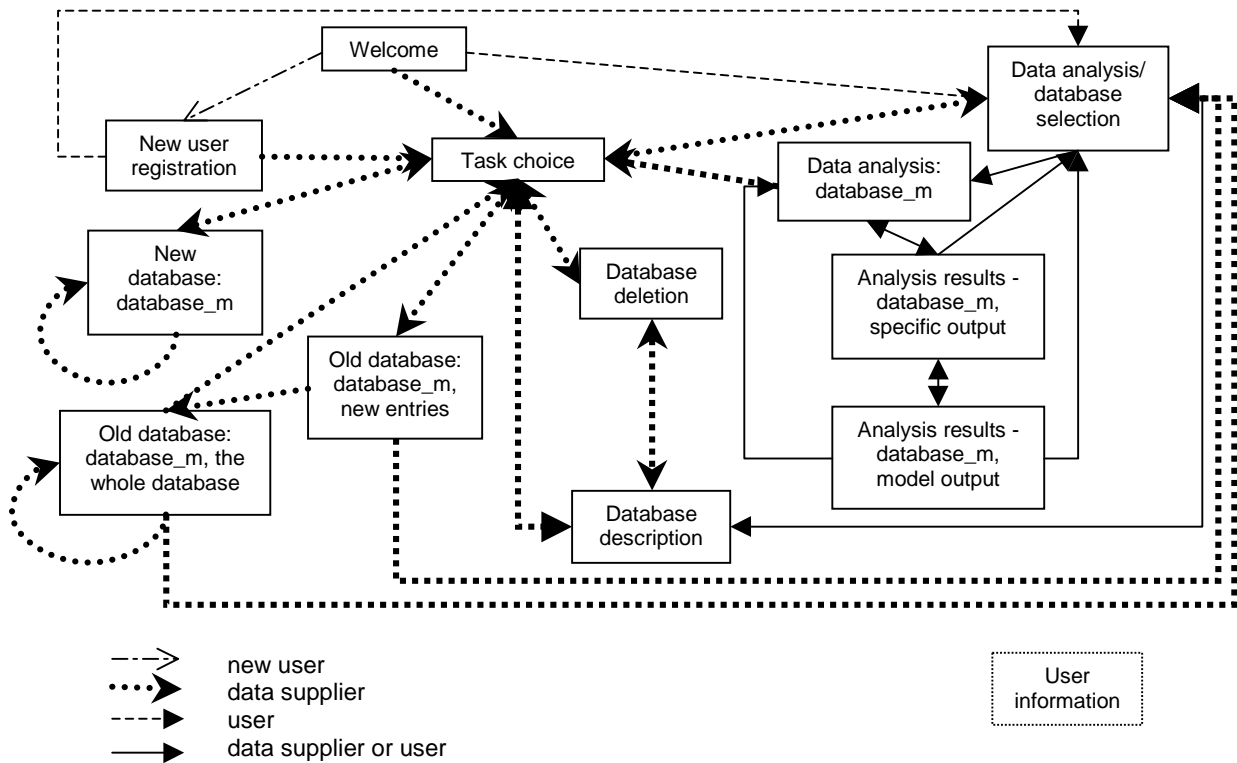 Welcome
Data analysis/
database
selection
New user
registration
Task choice
Data analysis:
database_m
New
database:
database_m
Database
deletion
Analysis results -
database_m,
specific output
Old database:
database_m,
new entries
Old database:
database_m, the
whole database
Analysis results -
database_m,
model output
Database
description
new user
data supplier
user
data supplier or user
User
information